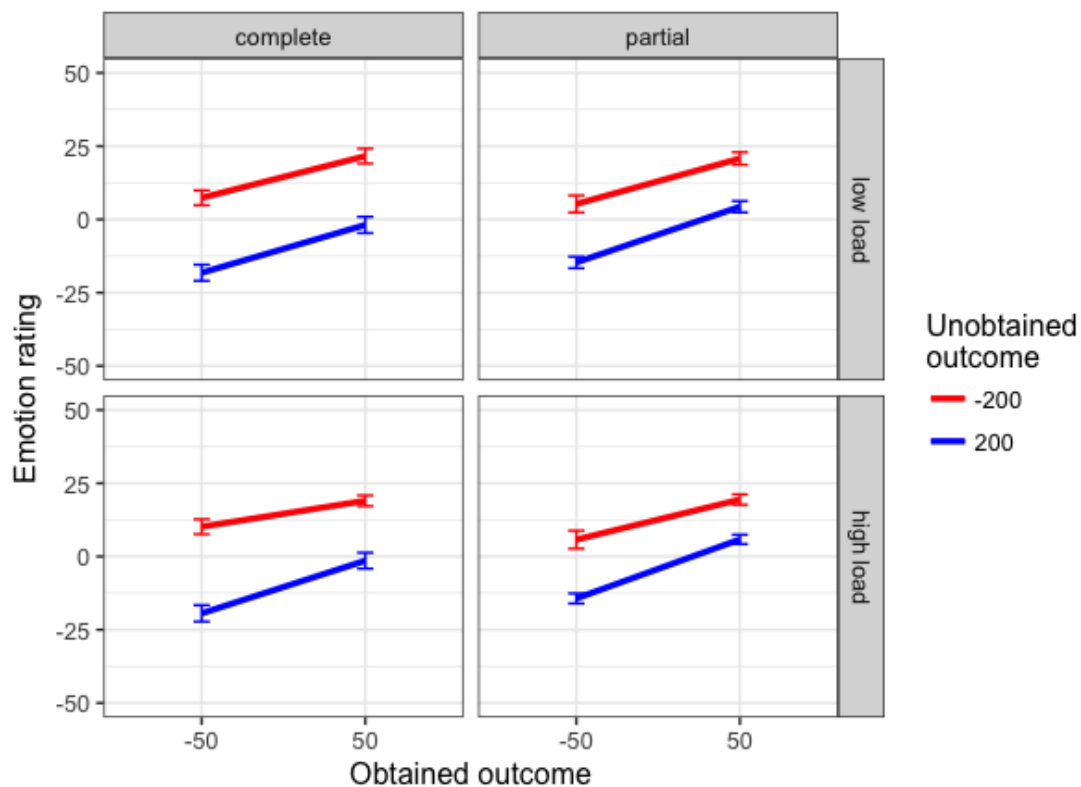 complete
partial
50
25
0
-25
-50
low load
50
25
0
-25
-50
high load
Emotion rating
-50
50
-50
50
Obtained outcome
Unobtained
outcome
-200
200